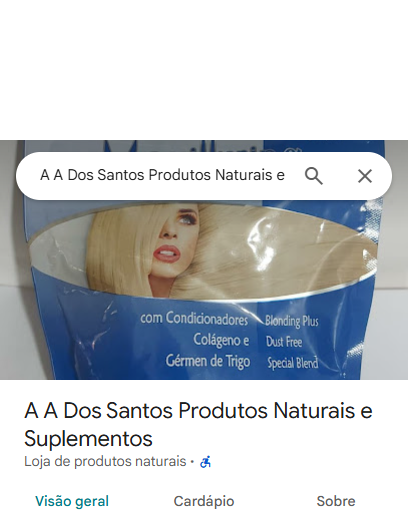 A A Dos Santos Produtos Naturais e
com Condicionadores
Colágeno e
Gérmen de Trigo
Blonding Plus
Dust Free
Special Blend
A A Dos Santos Produtos Naturais e
Suplementos
Loja de produtos naturais ·
Visão geral
Cardápio
Sobre